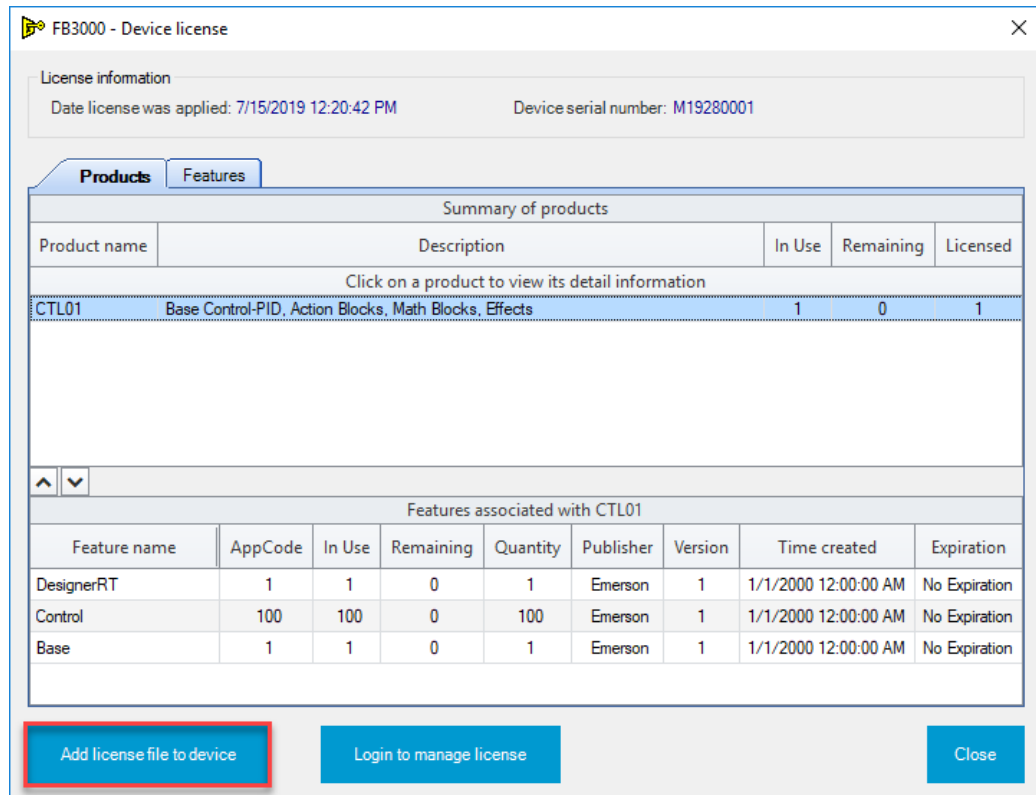 FB3000 - Device license
License information
Date license was applied: 7/15/2019 12:20:42 PM Device serial number: M19280001
Products Features
Summary of products
Product name Description In Use Remaining Licensed
Click on a product to view its detail information
CTL01 Base Control-PID, Action Blocks, Math Blocks, Effects 1 0 1
Features associated with CTL01
Feature name AppCode In Use Remaining Quantity Publisher Version Time created Expiration
DesignerRT 1 1 0 1 Emerson 1 1/1/2000 12:00:00 AM No Expiration
Control 100 100 0 100 Emerson 1 1/1/2000 12:00:00 AM No Expiration
Base 1 1 0 1 Emerson 1 1/1/2000 12:00:00 AM No Expiration
Add license file to device Login to manage license Close